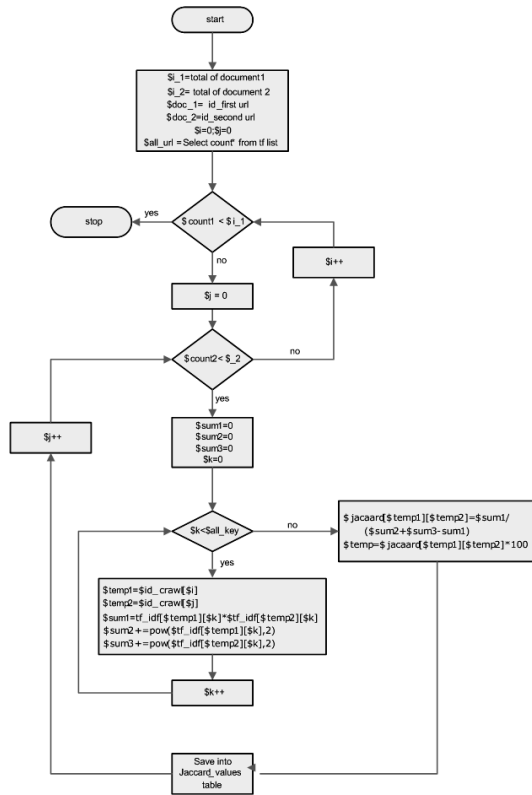 start
$i_1=total of document1
$i_2= total of document 2
$doc_1= id_first url
$doc_2=id_second url
$i=0;$j=0
$all_url = Select count* from tf list
$count1 < $i_1
yes
stop
no
$i++
$j = 0
$count2< $_2
no
yes
$j++
$sum1=0
$sum2=0
$sum3=0
$k=0
$k<$all_key
no
$jacaard[$temp1][$temp2]=$sum1/
($sum2+$sum3-sum1)
$temp=$jacaard[$temp1][$temp2]*100
yes
$temp1=$id_crawl[$i]
$temp2=$id_crawl[$j]
$sum1=tf_idf[$temp1][$k]*$tf_idf[$temp2][$k]
$sum2+=pow($tf_idf[$temp1][$k],2)
$sum3+=pow($tf_idf[$temp2][$k],2)
$k++
Save into
Jaccard_values
table